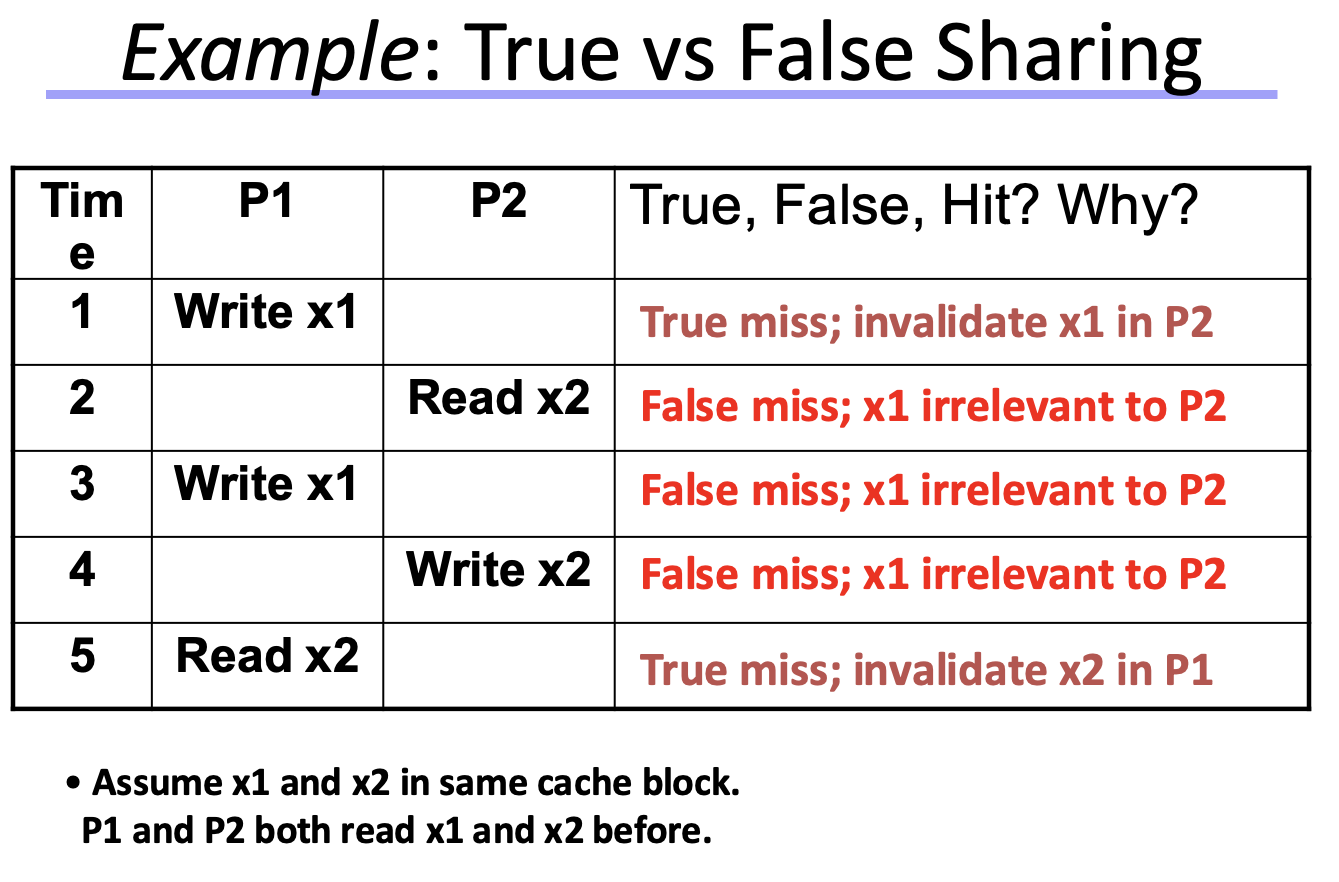 Example: True vs False Sharing
Tim
e
P1
P2
True, False, Hit? Why?
1
Write x1
True miss; invalidate x1 in P2
2
Read x2
False miss; x1 irrelevant to P2
3
Write x1
False miss; x1 irrelevant to P2
4
Write x2
False miss; x1 irrelevant to P2
5
Read x2
True miss; invalidate x2 in P1
• Assume x1 and x2 in same cache block.
P1 and P2 both read x1 and x2 before.